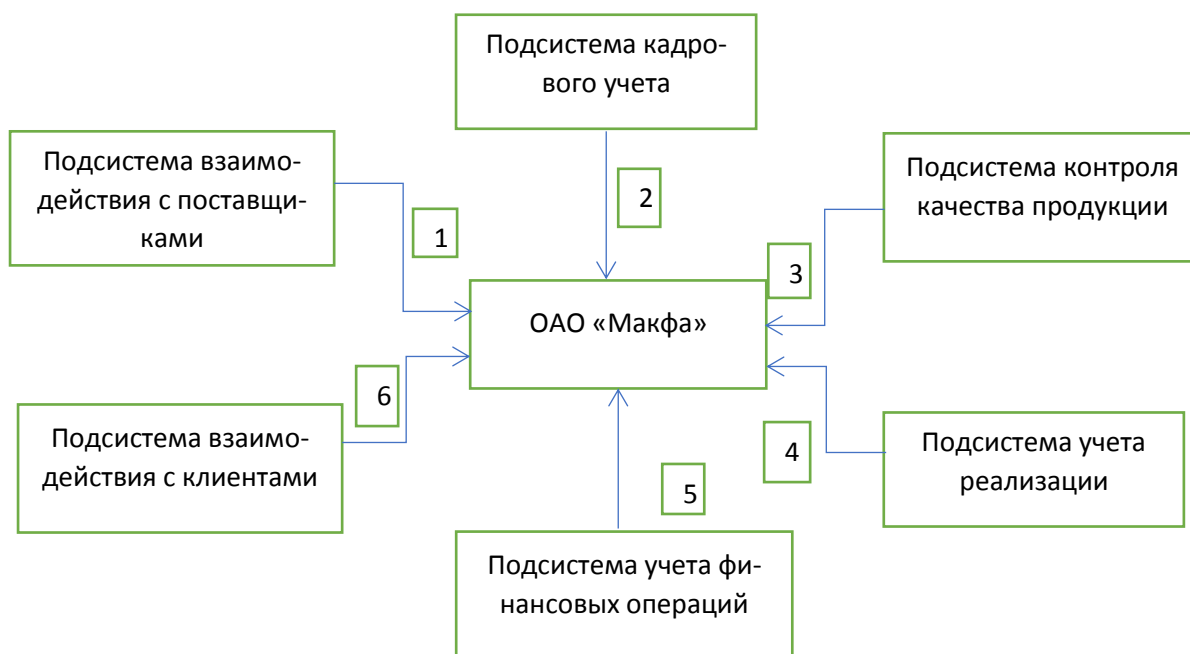 Подсистема кадро-
вого учета
Подсистема взаимо-
действия с поставщи-
ками
Подсистема контроля
качества продукции
2
1
3
ОАО «Макфа»
6
Подсистема взаимо-
действия с клиентами
4
Подсистема учета
реализации
5
Подсистема учета фи-
нансовых операций